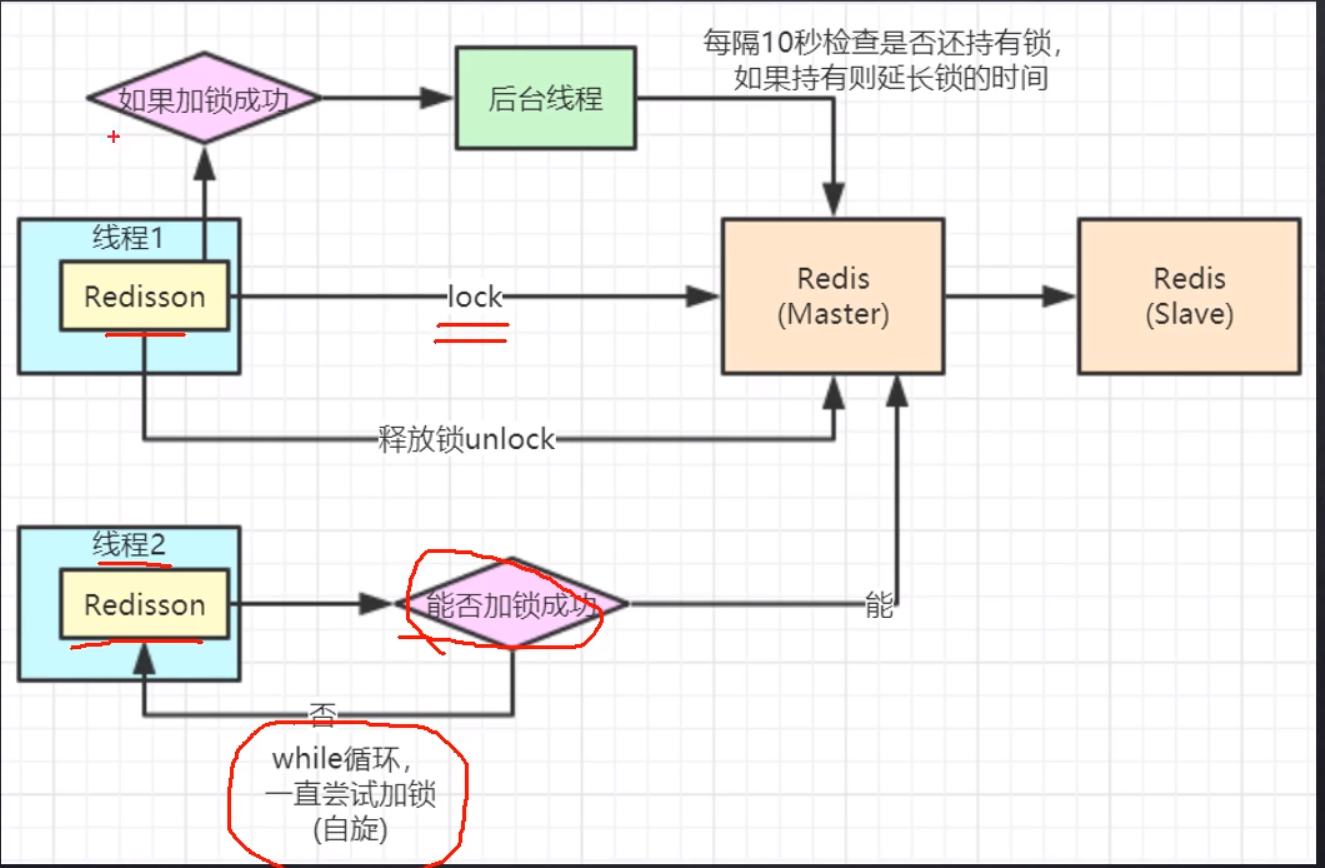 每隔10秒检查是否还持有锁，
如果持有则延长锁的时间
如果加锁成功
后台线程
线程1
Redisson
lock
Redis
(Master)
Redis
(Slave)
释放锁unlock
线程2
Redisson
能否加锁成功
能
否
while循环，
一直尝试加锁
(自旋)